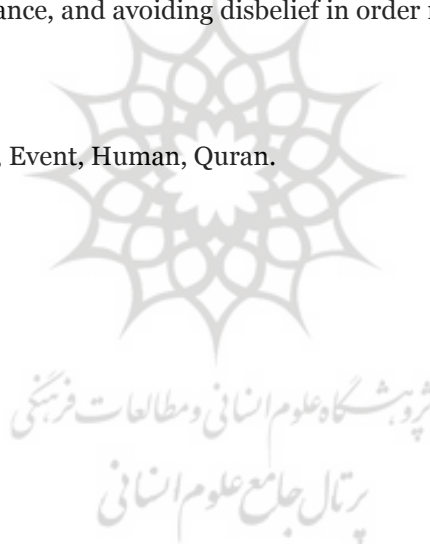 ance, and avoiding disbelief in order
Event, Human, Quran.
پژوهشگاه علوم انسانی و مطالعات فرهنگی
پرتال جامع علوم انسانی